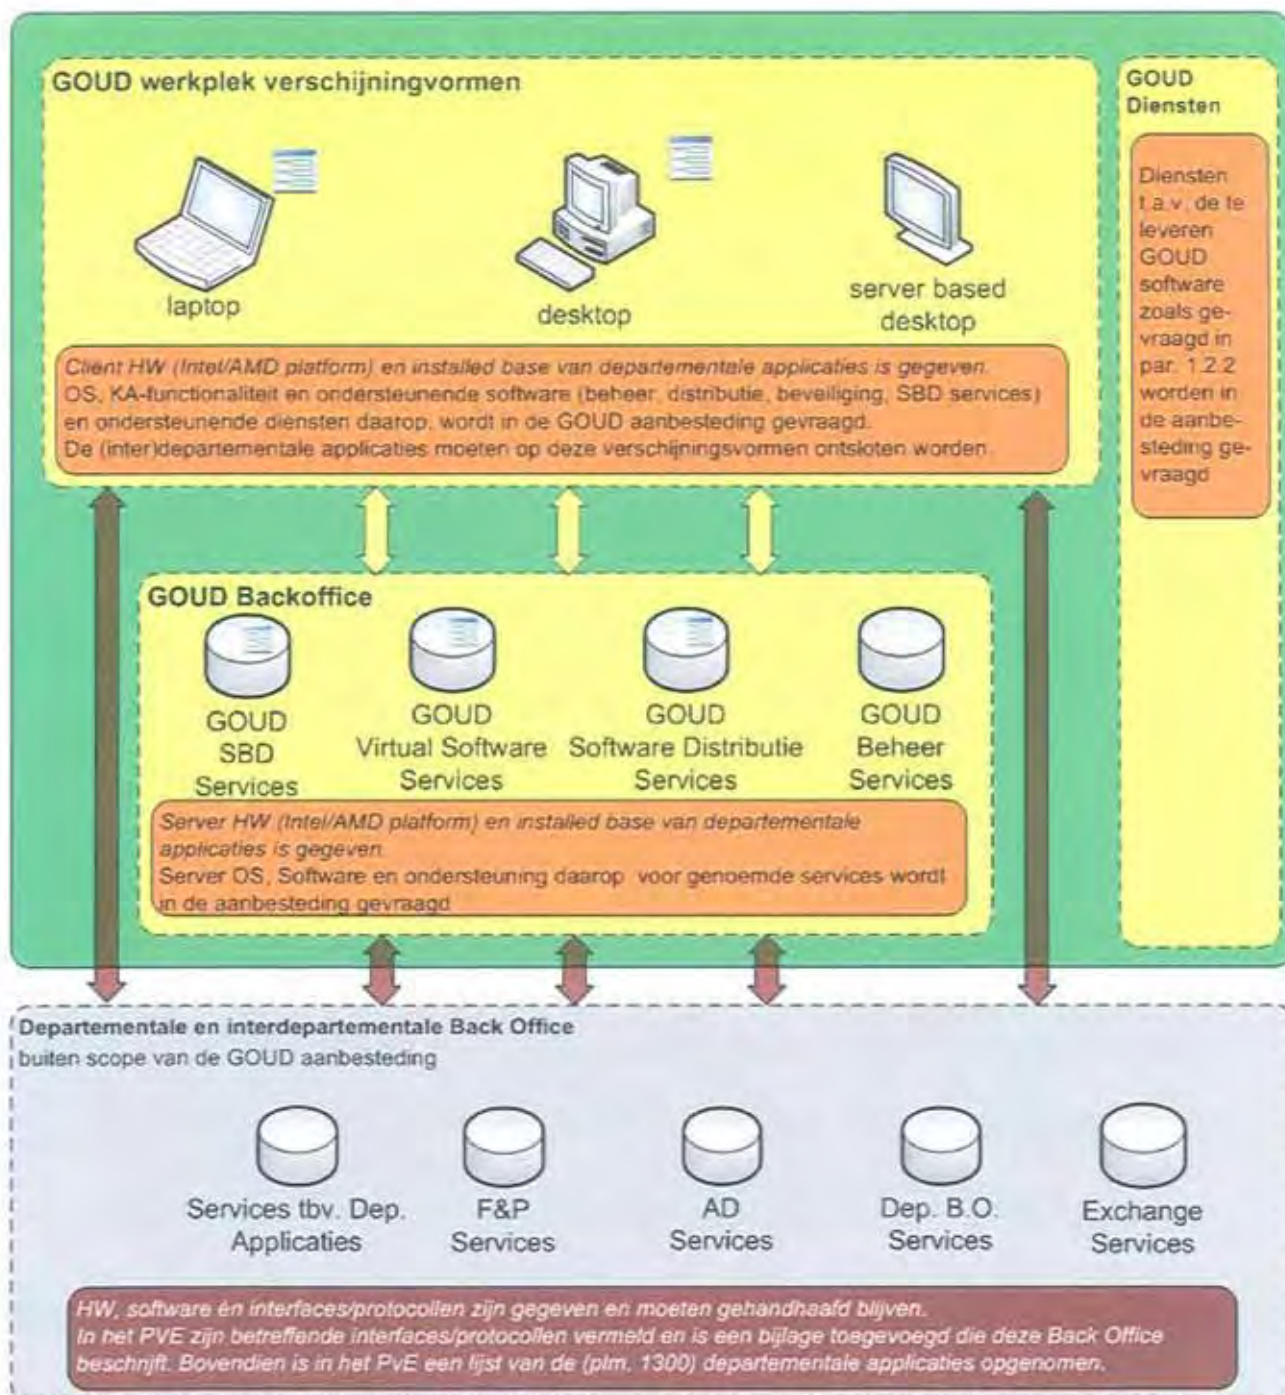 GOUD werkplek verschijningvormen
laptop
desktop
server based
desktop
Client HW (Intel/AMD platform) en installed base van departementale applicaties is gegeven.
OS, KA-functionaliteit en ondersteunende software (beheer, distributie, beveiliging, SBD services)
en ondersteunende diensten daarop, wordt in de GOUD aanbesteding gevraagd.
De (inter)departementale applicaties moeten op deze verschijningsvormen ontsloten worden.
GOUD
Diensten
Diensten
t.a.v. de te
leveren
GOUD
software
zoals ge-
vraagd in
par. 1.2.2
worden in
de aanbe-
steding ge-
vraagd
GOUD Backoffice
GOUD
SBD
Services
GOUD
Virtual Software
Services
GOUD
Software Distributie
Services
GOUD
Beheer
Services
Server HW (Intel/AMD platform) en installed base van departementale
applicaties is gegeven.
Server OS, Software en ondersteuning daarop voor genoemde services wordt
in de aanbesteding gevraagd
Departementale en interdepartementale Back Office
buiten scope van de GOUD aanbesteding
Services tbv. Dep.
Applicaties
F&P
Services
AD
Services
Dep. B.O.
Services
Exchange
Services
HW, software én interfaces/protocollen zijn gegeven en moeten gehandhaafd blijven.
In het PVE zijn betreffende interfaces/protocollen vermeld en is een bijlage toegevoegd die deze Back Office
beschrijft. Bovendien is in het PvE een lijst van de (plm. 1300) departementale applicaties opgenomen.